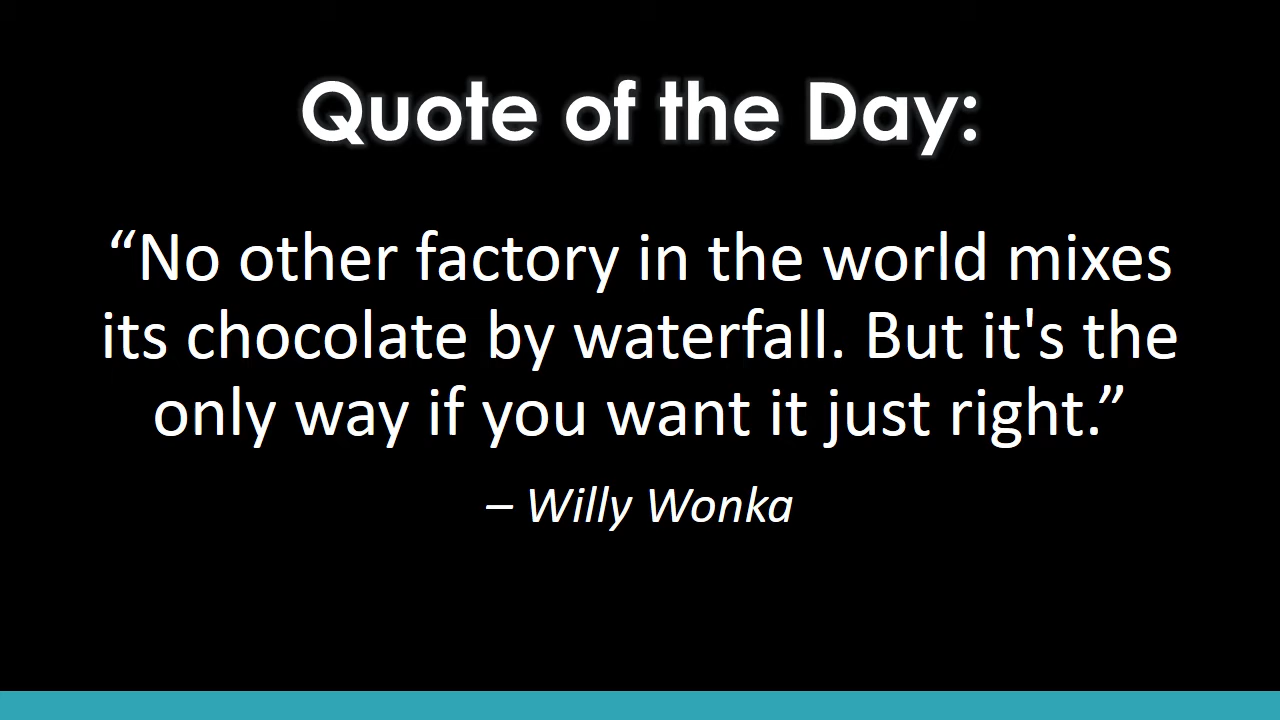 Quote of the Day:
“No other factory in the world mixes
its chocolate by waterfall. But it's the
only way if you want it just right.”
– Willy Wonka